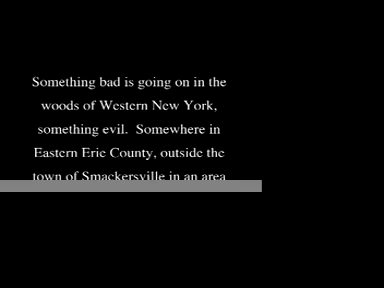 Something bad is going on in the
woods of Western New York,
something evil.  Somewhere in
Eastern Erie County, outside the
town of Smackersville in an area